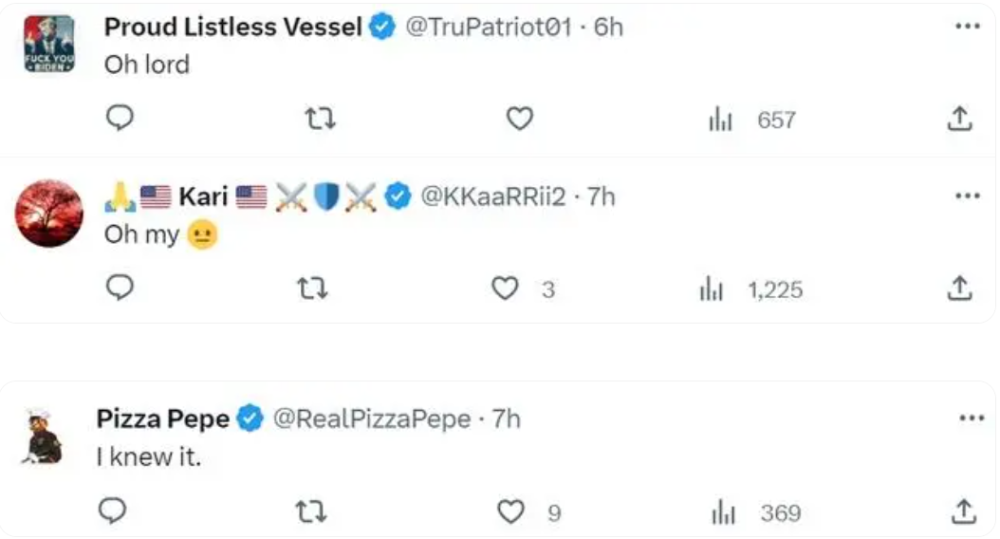 Proud Listless Vessel @TruPatriot01 · 6h
FUCK YOU
BIDEN
Oh lord
657
🙏🇺🇸 Kari 🇺🇸⚔️🛡️⚔️ @KKaaRRii2 · 7h
Oh my 😐
3 1,225
Pizza Pepe @RealPizzaPepe · 7h
I knew it.
9 369